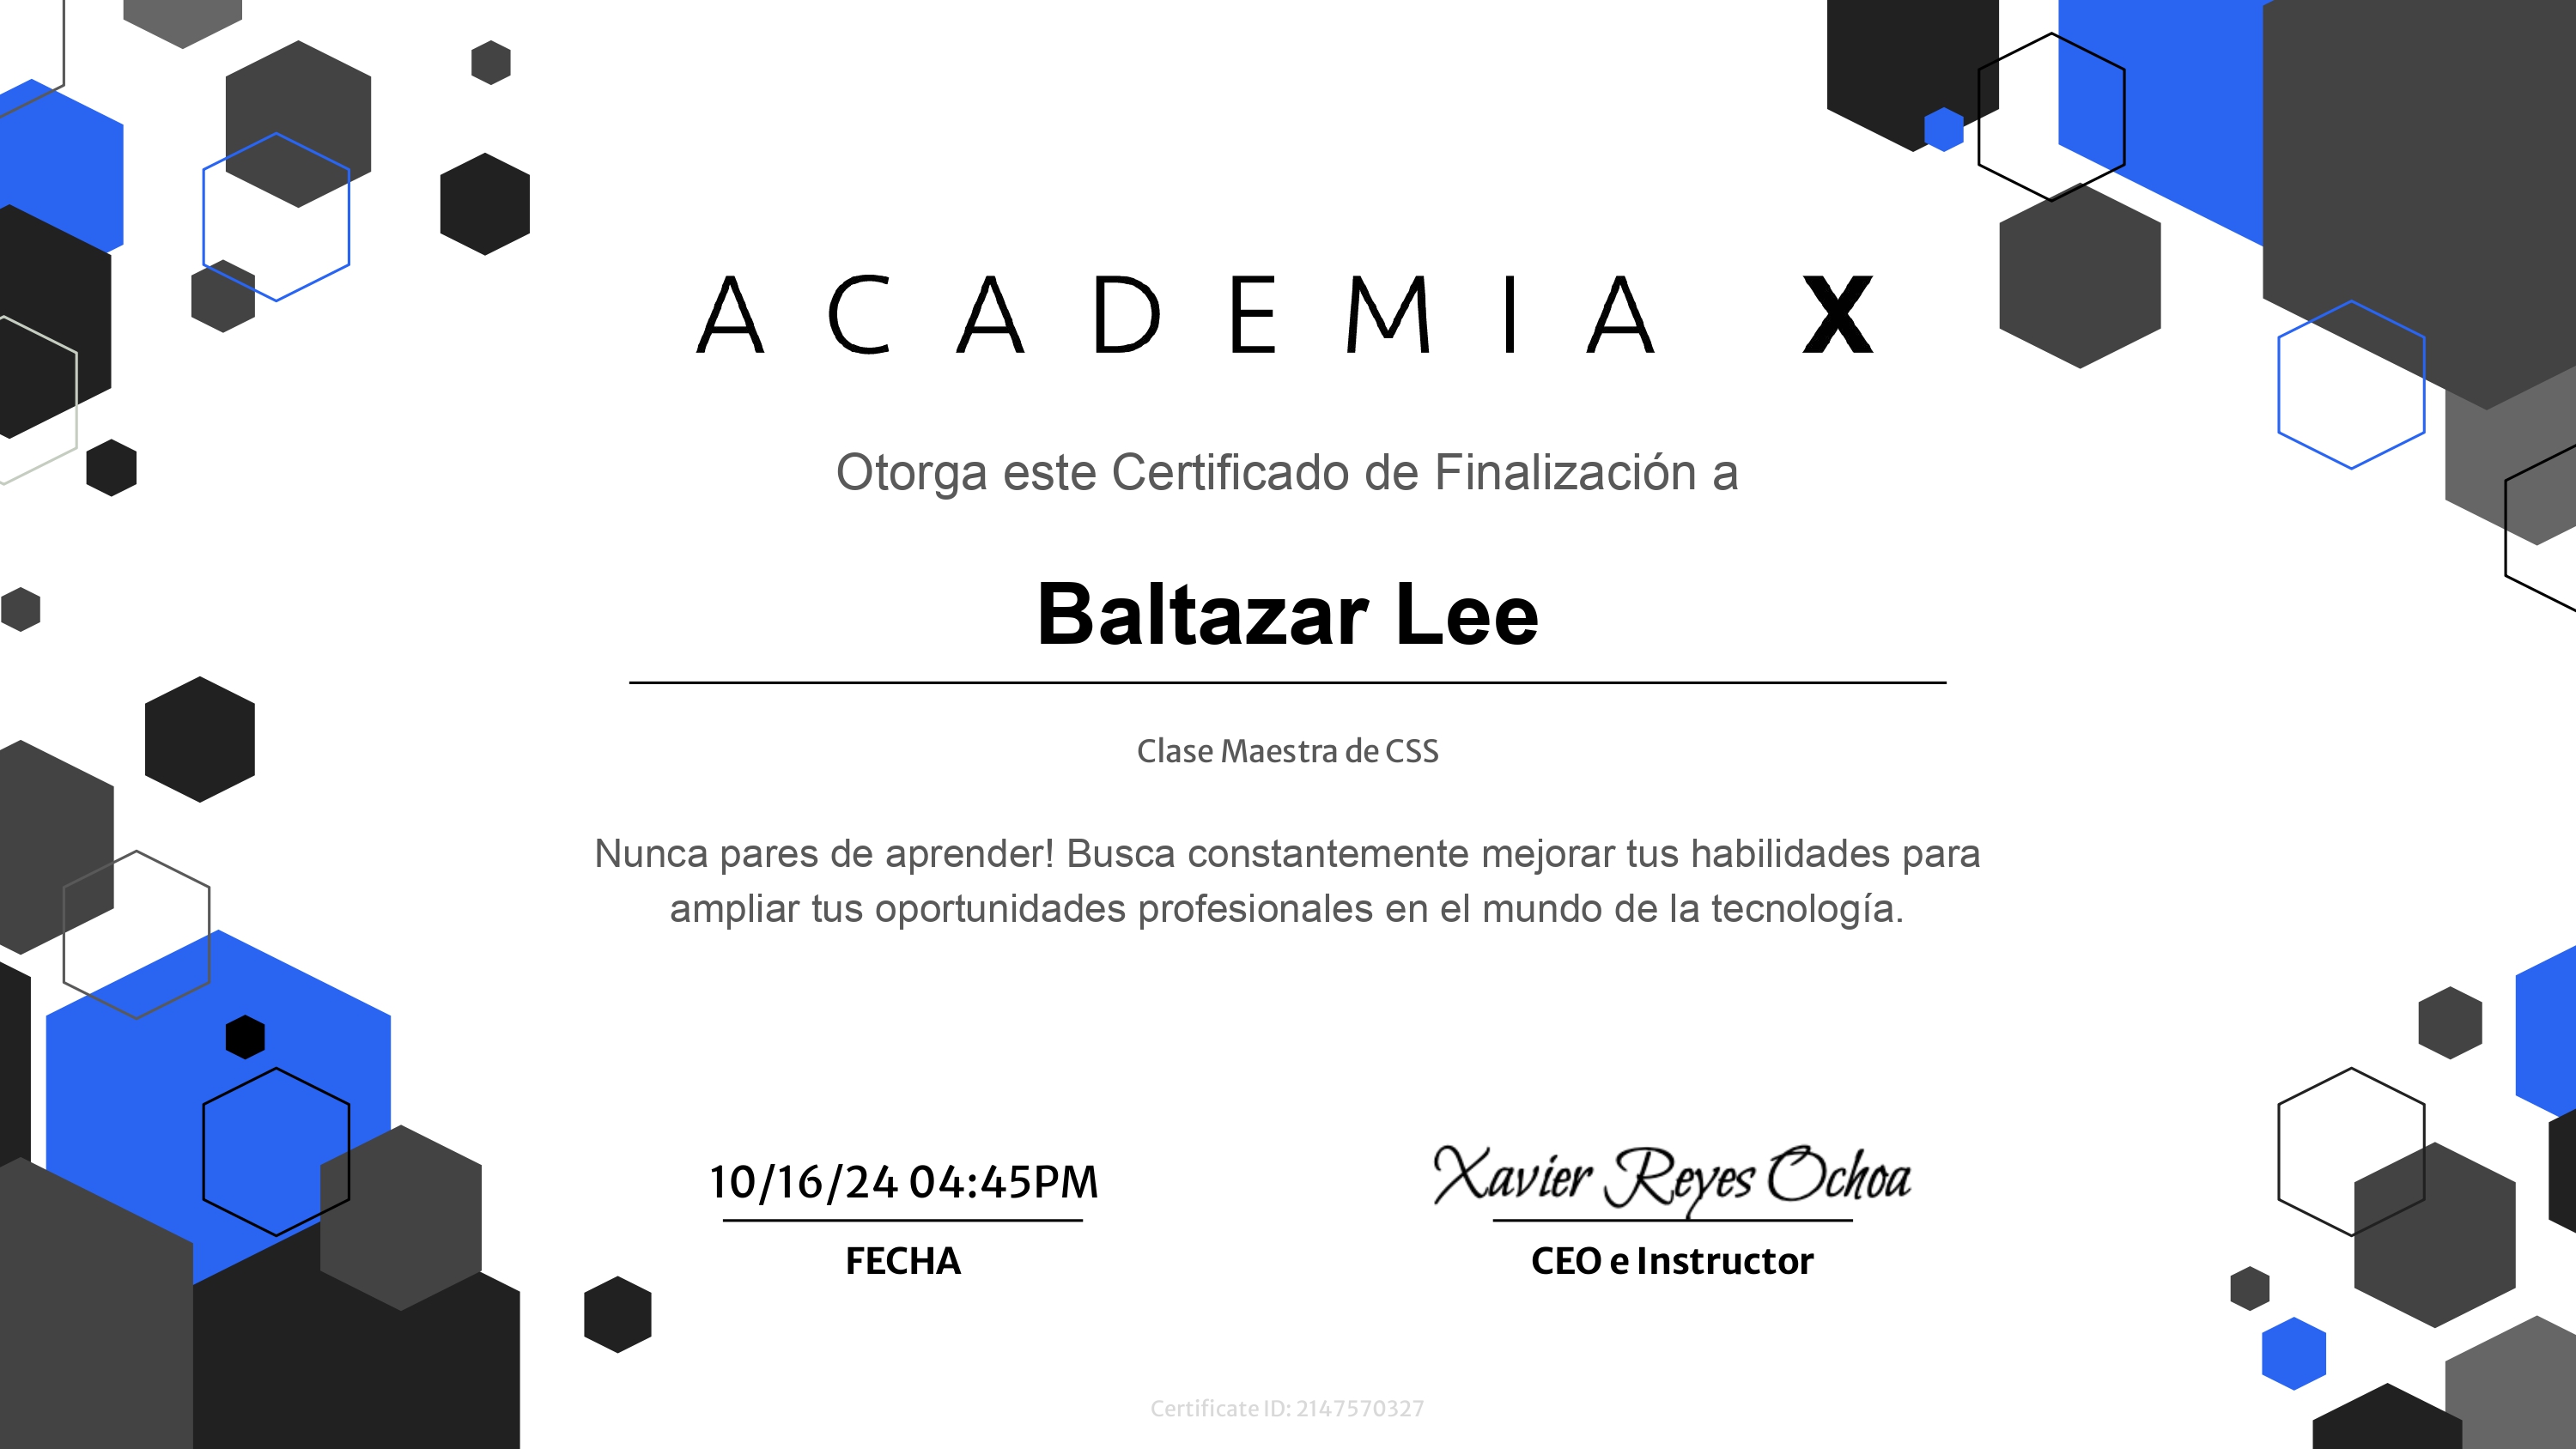 ACADEMIA X
Otorga este Certificado de Finalización a
Baltazar Lee
Clase Maestra de CSS
Nunca pares de aprender! Busca constantemente mejorar tus habilidades para
ampliar tus oportunidades profesionales en el mundo de la tecnología.
10/16/24 04:45PM
FECHA
Xavier Reyes Ochoa
CEO e Instructor
Certificate ID: 2147570327